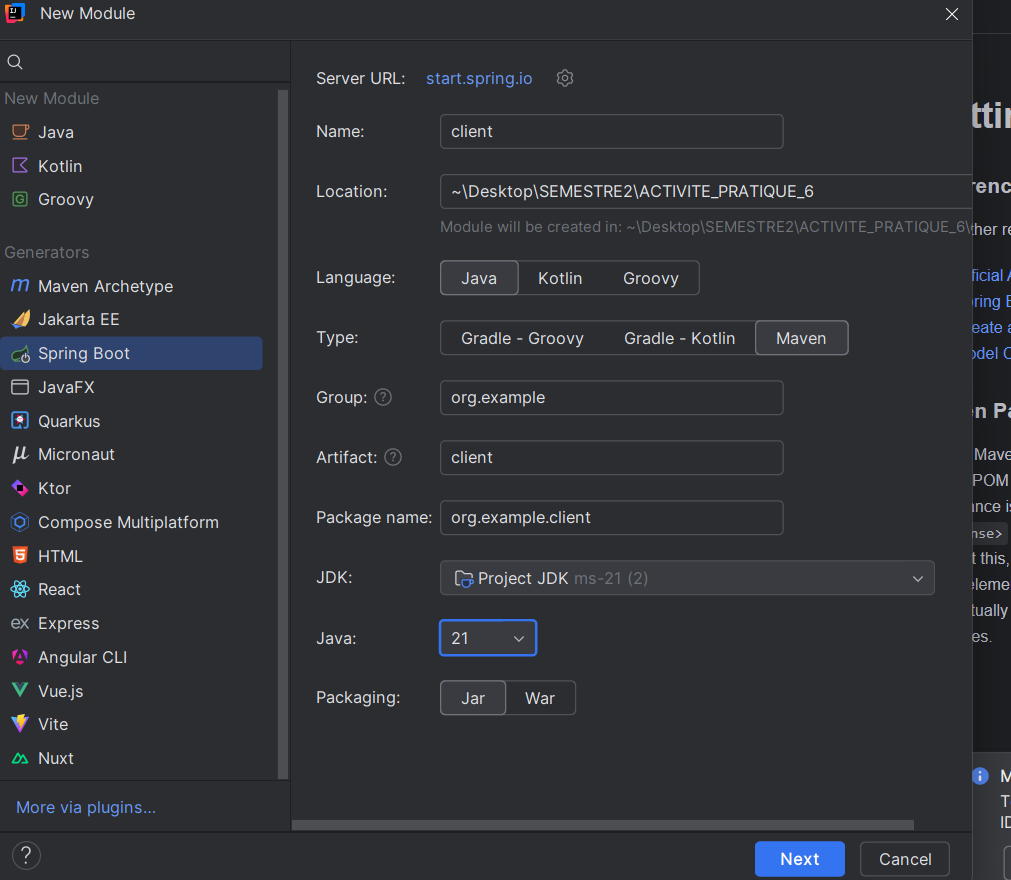 New Module
New Module
Java
Kotlin
Groovy
Generators
Maven Archetype
Jakarta EE
Spring Boot
JavaFX
Quarkus
Micronaut
Ktor
Compose Multiplatform
HTML
React
ex Express
Angular CLI
Vue.js
Vite
Nuxt
More via plugins...
Server URL: start.spring.io
Name: client
Location: ~\Desktop\SEMESTRE2\ACTIVITE_PRATIQUE_6
Module will be created in: ~\Desktop\SEMESTRE2\ACTIVITE_PRATIQUE_6\
Language: Java Kotlin Groovy
Type: Gradle - Groovy Gradle - Kotlin Maven
Group: ? org.example
Artifact: ? client
Package name: org.example.client
JDK: Project JDK ms-21 (2)
Java: 21
Packaging: Jar War
? Next Cancel